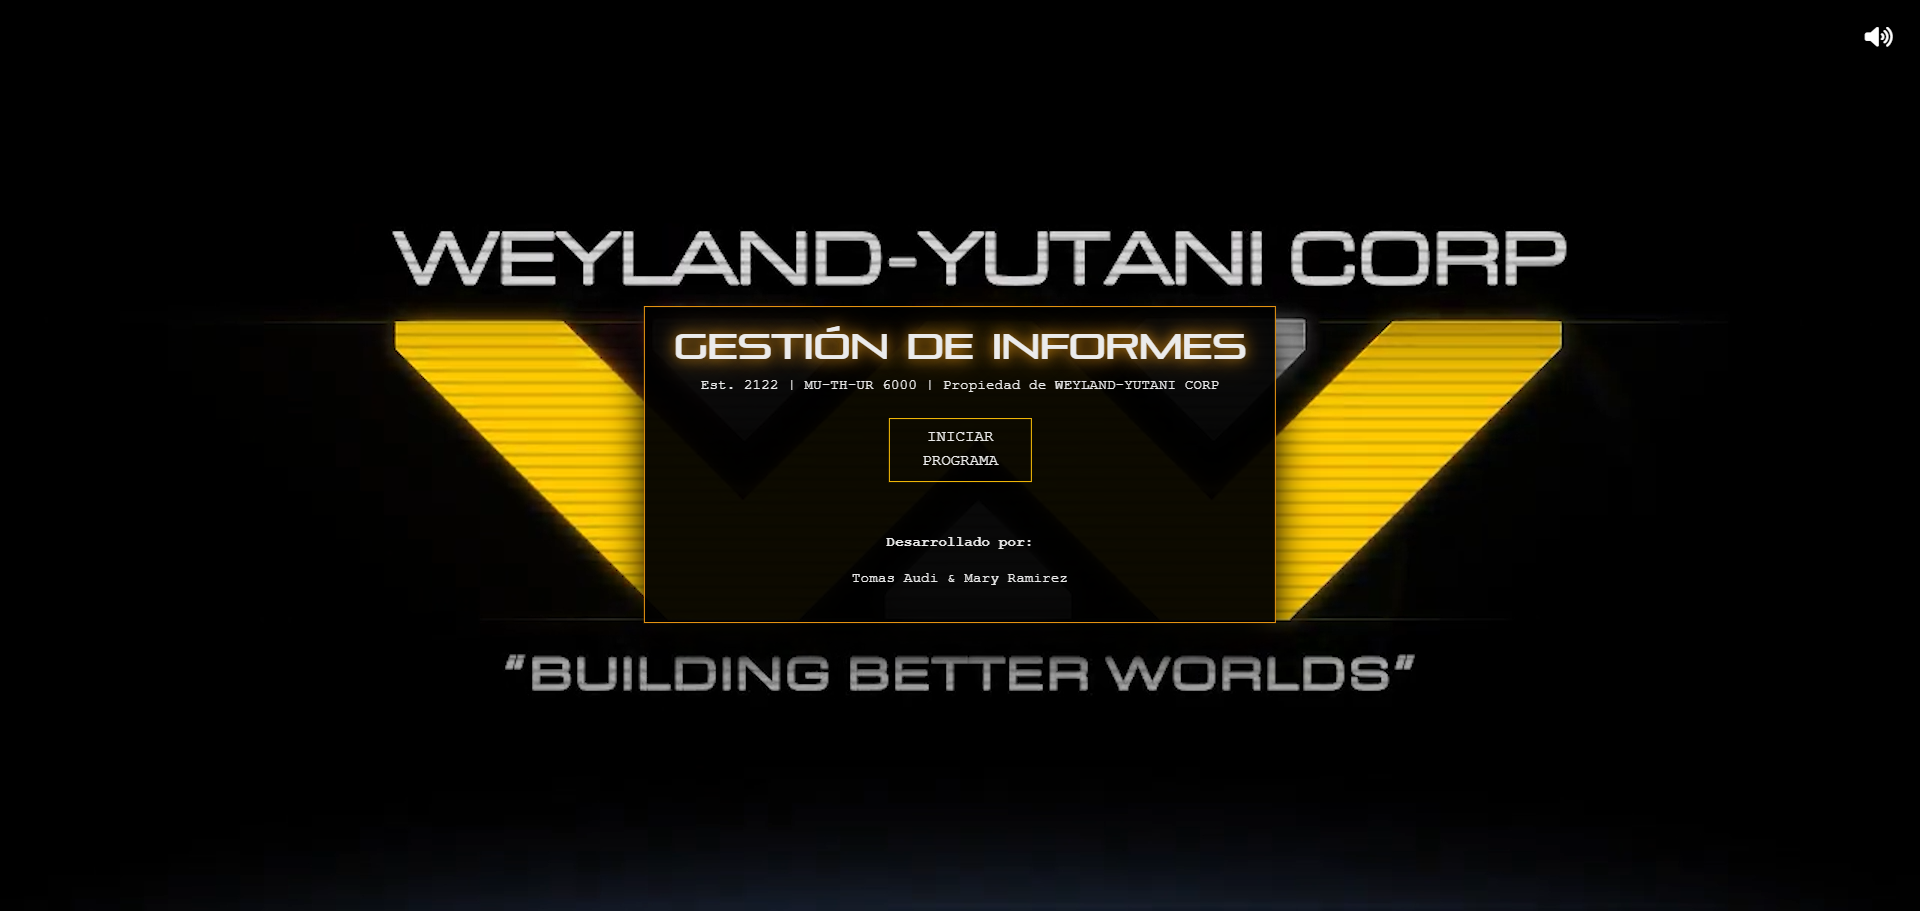 WEYLAND-YUTANI CORP
GESTIÓN DE INFORMES
Est. 2122 | MU-TH-UR 6000 | Propiedad de WEYLAND-YUTANI CORP
INICIAR
PROGRAMA
Desarrollado por:
Tomas Audi & Mary Ramirez
"BUILDING BETTER WORLDS"